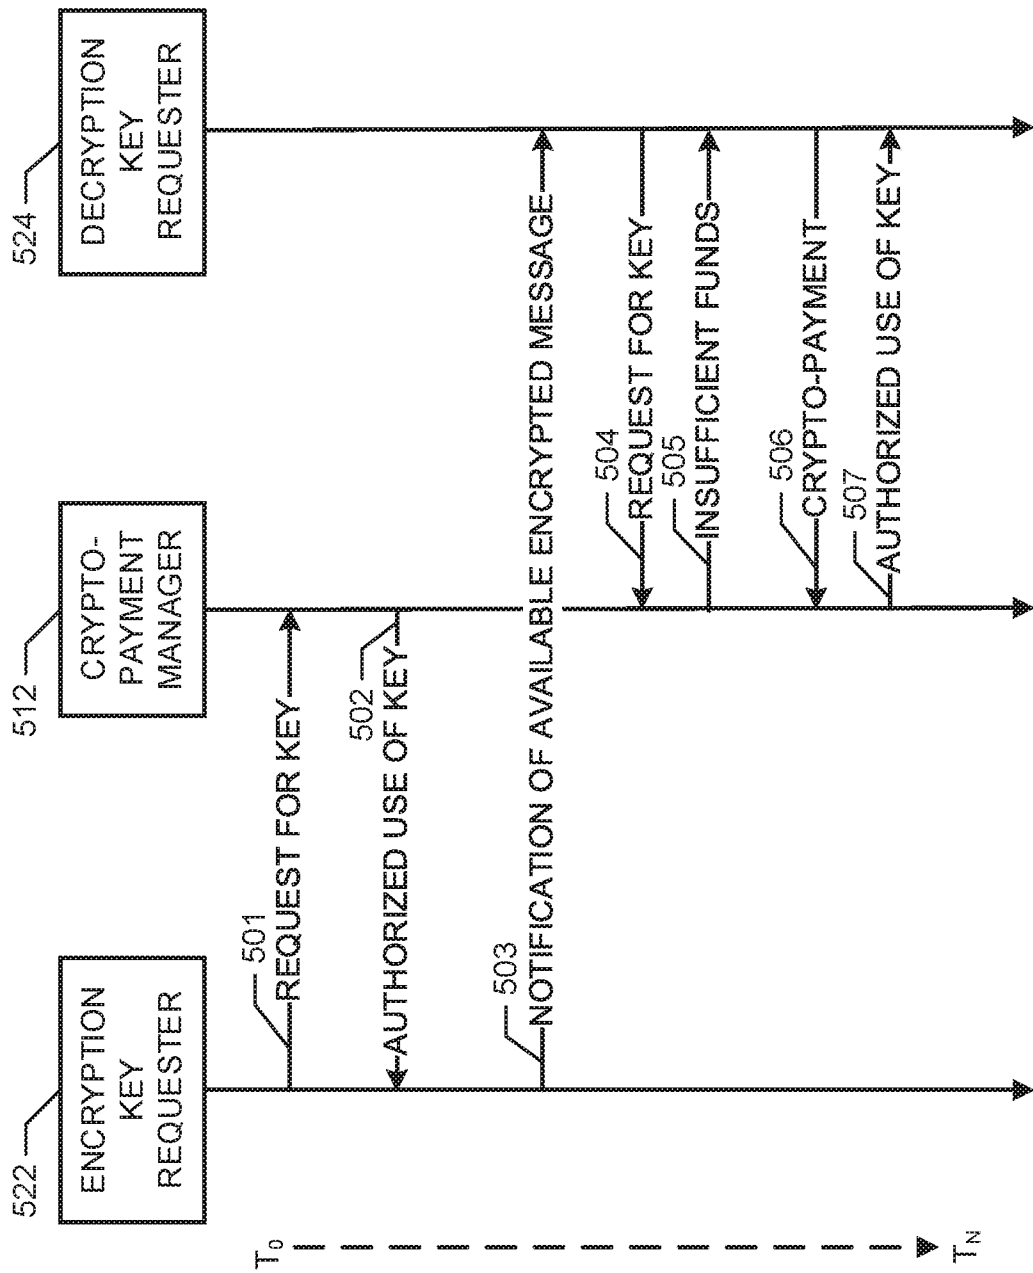 522
ENCRYPTION
KEY
REQUESTER
512
CRYPTO-
PAYMENT
MANAGER
524
DECRYPTION
KEY
REQUESTER
T0
501
REQUEST FOR KEY
502
AUTHORIZED USE OF KEY
503
NOTIFICATION OF AVAILABLE ENCRYPTED MESSAGE
504
REQUEST FOR KEY
505
INSUFFICIENT FUNDS
506
CRYPTO-PAYMENT
507
AUTHORIZED USE OF KEY
TN